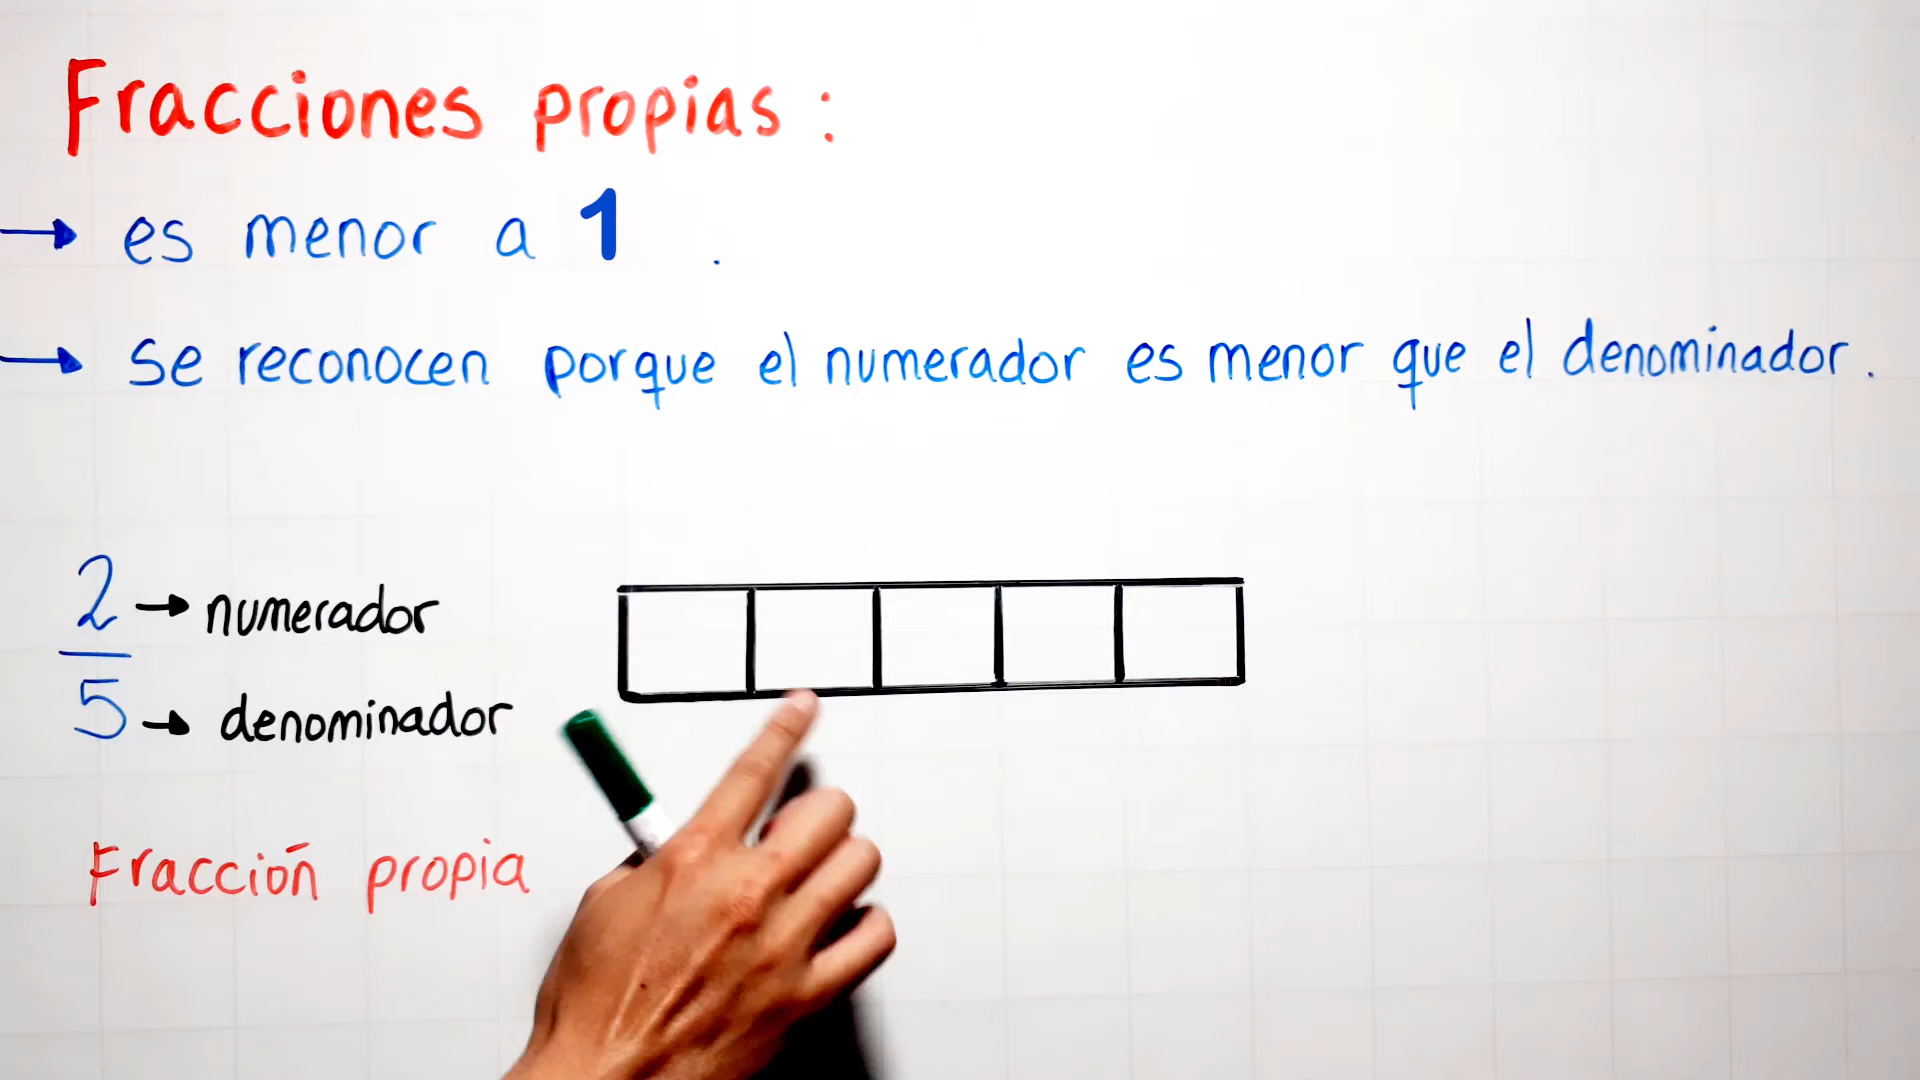 Fracciones propias :
→ es menor a 1 .
→ se reconocen porque el numerador es menor que el denominador .
2 → numerador
5 → denominador
Fracción propia